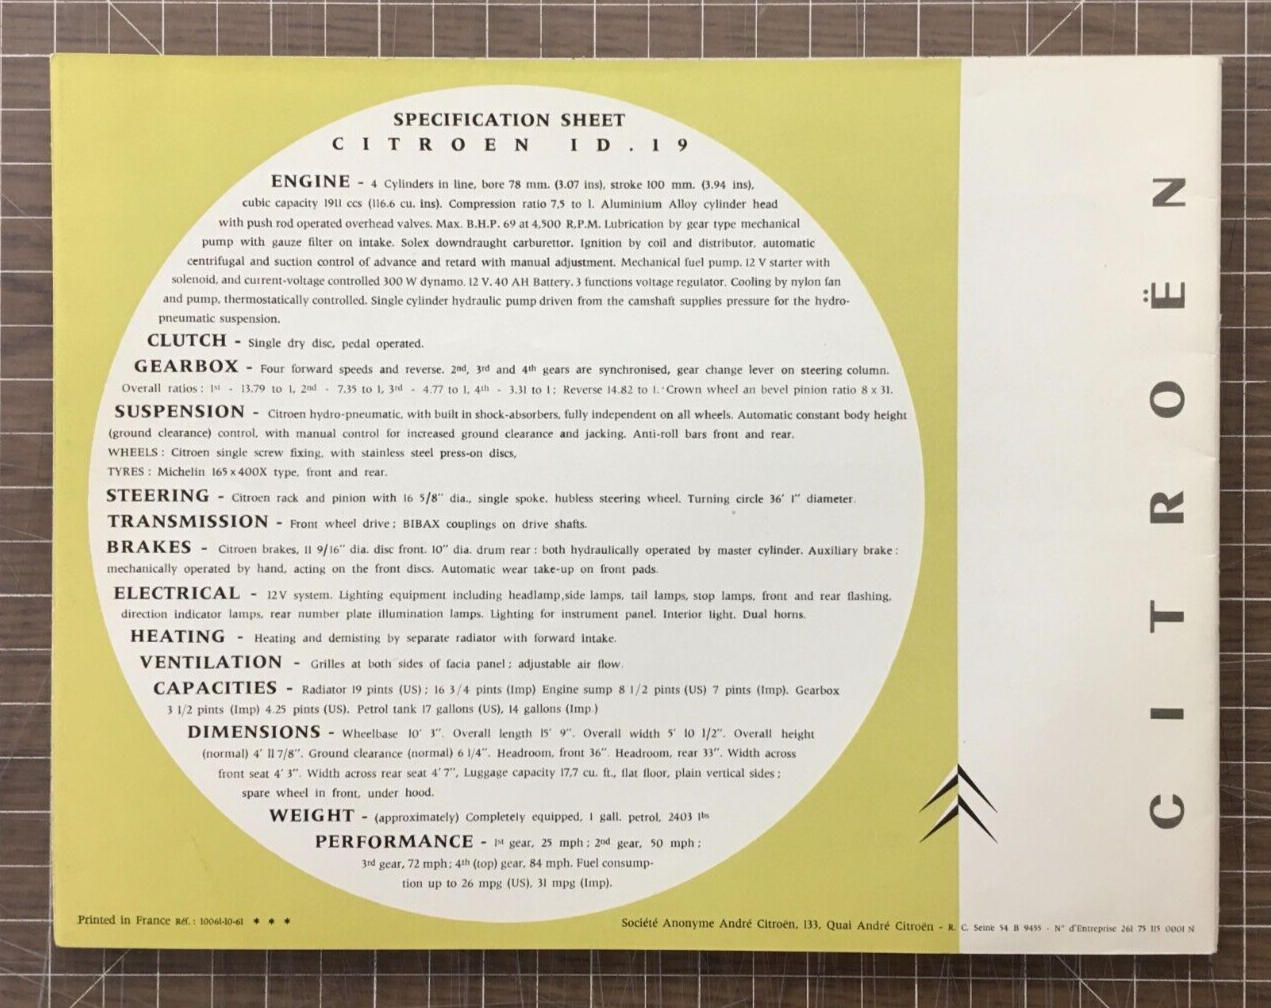 SPECIFICATION SHEET
CITROEN ID.19
ENGINE - 4 Cylinders in line, bore 78 mm. (3.07 ins), stroke 100 mm. (3.94 ins),
cubic capacity 1911 ccs (116.6 cu. ins). Compression ratio 7,5 to 1. Aluminium Alloy cylinder head
with push rod operated overhead valves. Max. B.H.P. 69 at 4,500 R.P.M. Lubrication by gear type mechanical
pump with gauze filter on intake. Solex downdraught carburettor. Ignition by coil and distributor, automatic
centrifugal and suction control of advance and retard with manual adjustment. Mechanical fuel pump. 12 V starter with
solenoid, and current-voltage controlled 300 W dynamo. 12 V. 40 AH Battery. 3 functions voltage regulator. Cooling by nylon fan
and pump, thermostatically controlled. Single cylinder hydraulic pump driven from the camshaft supplies pressure for the hydro-
pneumatic suspension.
CLUTCH - Single dry disc, pedal operated.
GEARBOX - Four forward speeds and reverse. 2nd, 3rd and 4th gears are synchronised, gear change lever on steering column.
Overall ratios : 1st - 13.79 to 1, 2nd - 7.35 to 1, 3rd - 4.77 to 1, 4th - 3.31 to 1 ; Reverse 14.82 to 1. Crown wheel an bevel pinion ratio 8 x 31.
SUSPENSION - Citroen hydro-pneumatic, with built in shock-absorbers, fully independent on all wheels. Automatic constant body height
(ground clearance) control, with manual control for increased ground clearance and jacking. Anti-roll bars front and rear.
WHEELS : Citroen single screw fixing, with stainless steel press-on discs,
TYRES : Michelin 165 x 400X type, front and rear.
STEERING - Citroen rack and pinion with 16 5/8" dia., single spoke, hubless steering wheel. Turning circle 36' 1" diameter.
TRANSMISSION - Front wheel drive ; BIBAX couplings on drive shafts.
BRAKES - Citroen brakes, 11 9/16" dia. disc front. 10" dia. drum rear : both hydraulically operated by master cylinder. Auxiliary brake :
mechanically operated by hand, acting on the front discs. Automatic wear take-up on front pads.
ELECTRICAL - 12V system. Lighting equipment including headlamp,side lamps, tail lamps, stop lamps, front and rear flashing,
direction indicator lamps, rear number plate illumination lamps. Lighting for instrument panel. Interior light. Dual horns.
HEATING - Heating and demisting by separate radiator with forward intake.
VENTILATION - Grilles at both sides of facia panel ; adjustable air flow.
CAPACITIES - Radiator 19 pints (US) ; 16 3/4 pints (Imp) Engine sump 8 1/2 pints (US) 7 pints (Imp). Gearbox
3 1/2 pints (Imp) 4.25 pints (US). Petrol tank 17 gallons (US), 14 gallons (Imp.)
DIMENSIONS - Wheelbase 10' 3". Overall length 15' 9". Overall width 5' 10 1/2". Overall height
(normal) 4' 11 7/8". Ground clearance (normal) 6 1/4". Headroom, front 36". Headroom, rear 33". Width across
front seat 4' 3". Width across rear seat 4' 7", Luggage capacity 17,7 cu. ft., flat floor, plain vertical sides ;
spare wheel in front, under hood.
WEIGHT - (approximately) Completely equipped, 1 gall. petrol, 2403 lbs
PERFORMANCE - 1st gear, 25 mph ; 2nd gear, 50 mph ;
3rd gear, 72 mph ; 4th (top) gear, 84 mph. Fuel consump-
tion up to 26 mpg (US), 31 mpg (Imp).
Printed in France Réf. : 10061-10-61 * * *
Société Anonyme André Citroën, 133, Quai André Citroën - R. C. Seine 54 B 9455 - N° d'Entreprise 261 75 115 0001 N
CITROËN